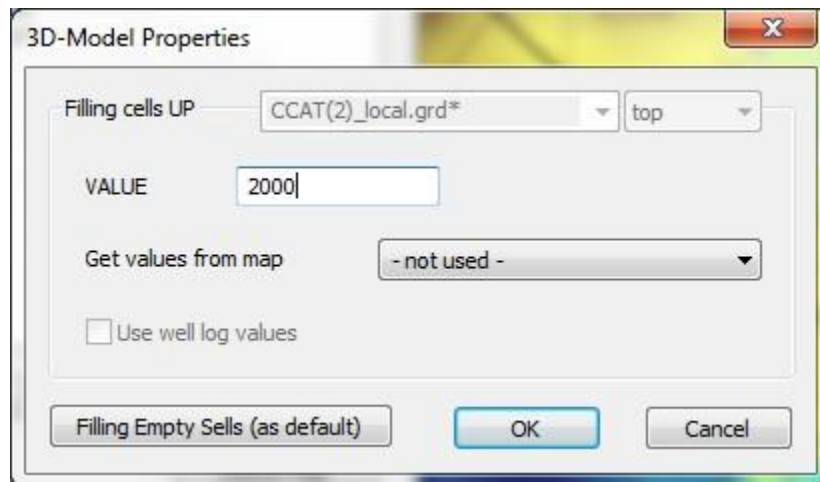 3D-Model Properties
Filling cells UP CCAT(2)_local.grd* top
VALUE 2000
Get values from map - not used -
Use well log values
Filling Empty Sells (as default) OK Cancel